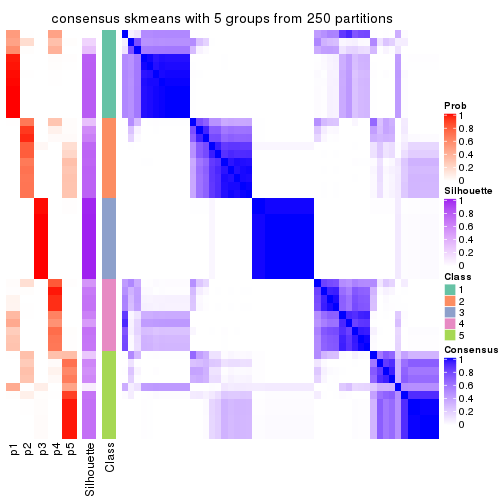 consensus skmeans with 5 groups from 250 partitions
Prob
1
0.8
0.6
0.4
0.2
0
Silhouette
1
0.8
0.6
0.4
0.2
0
Class
1
2
3
4
5
Consensus
1
0.8
0.6
0.4
0.2
0
p1
p2
p3
p4
p5
Silhouette
Class